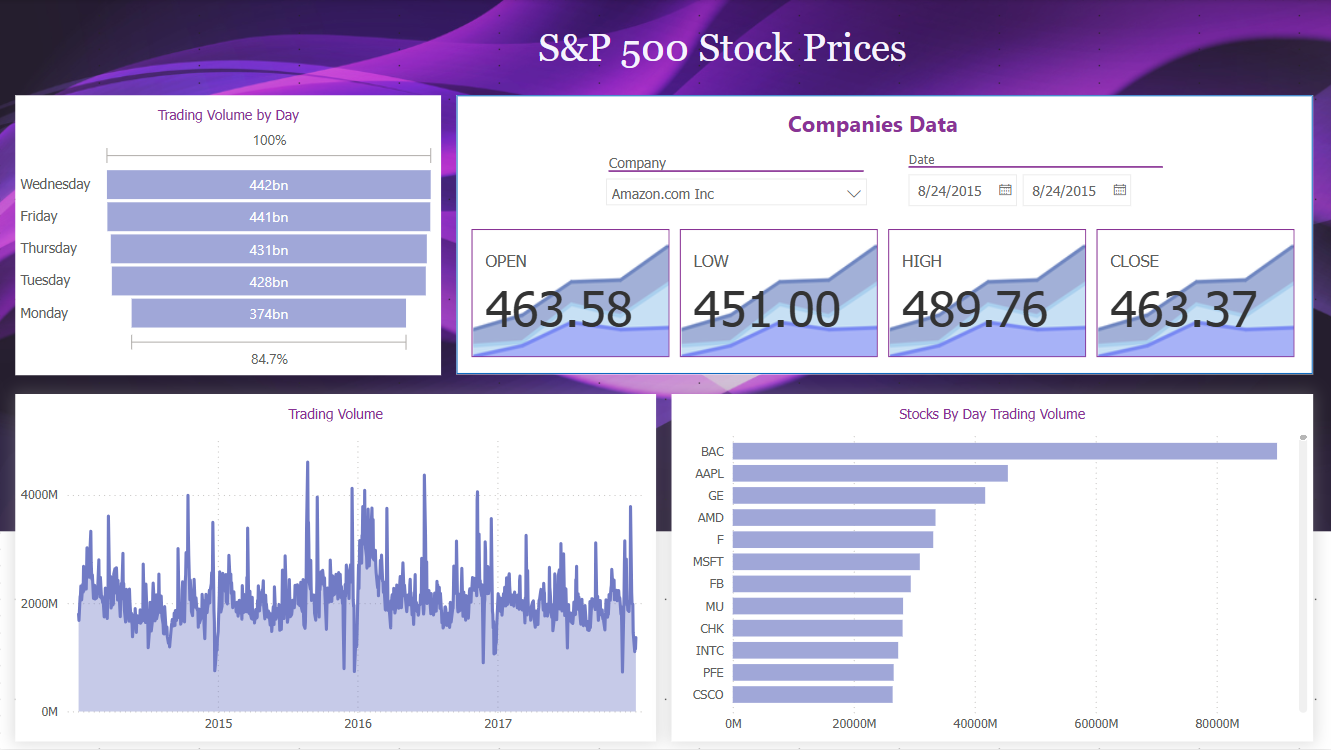 S&P 500 Stock Prices
Trading Volume by Day
100%
Wednesday 442bn
Friday 441bn
Thursday 431bn
Tuesday 428bn
Monday 374bn
84.7%
Companies Data
Company
Amazon.com Inc
Date
8/24/2015 8/24/2015
OPEN
463.58
LOW
451.00
HIGH
489.76
CLOSE
463.37
Trading Volume
4000M
2000M
0M
2015 2016 2017
Stocks By Day Trading Volume
BAC
AAPL
GE
AMD
F
MSFT
FB
MU
CHK
INTC
PFE
CSCO
0M 20000M 40000M 60000M 80000M